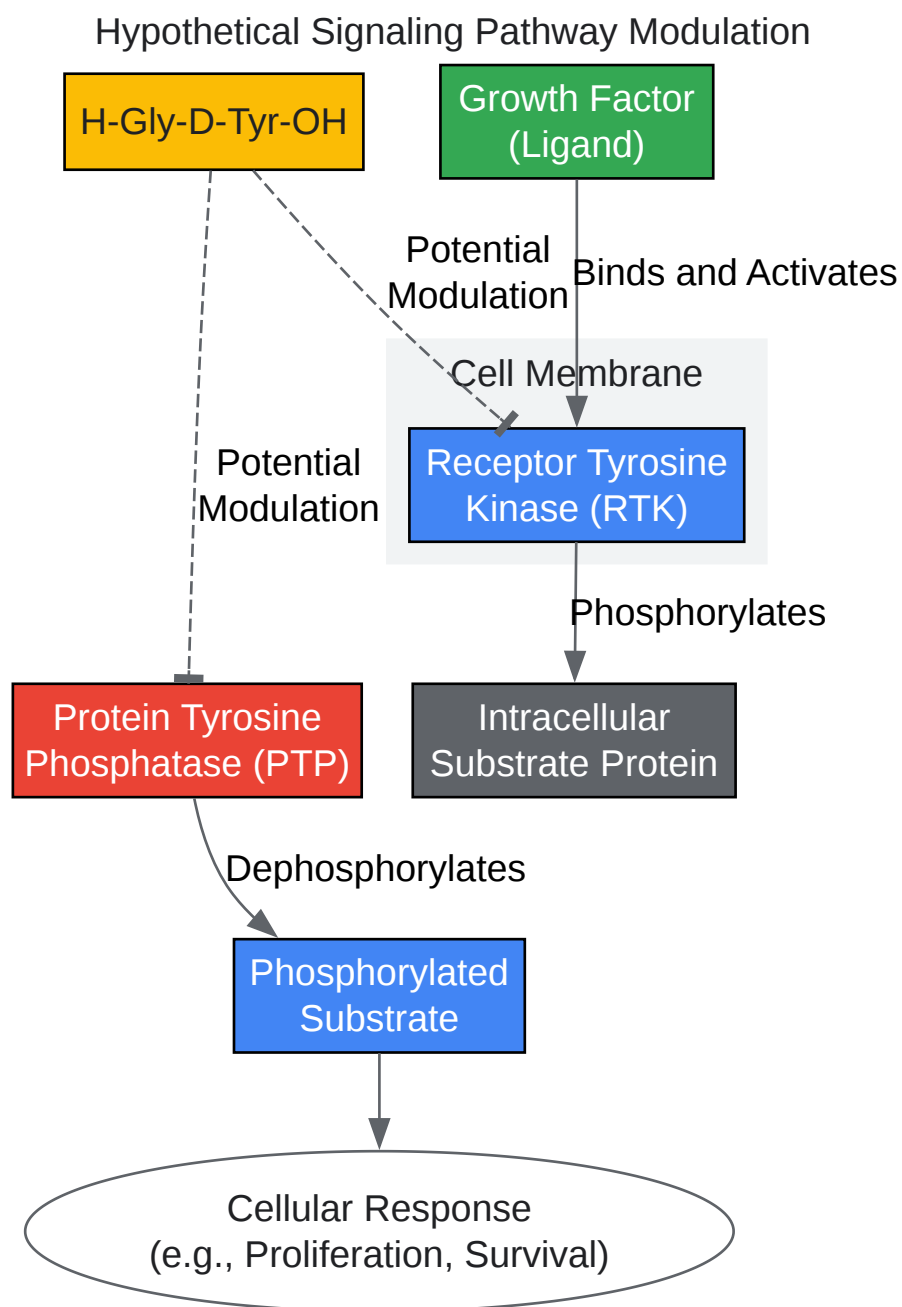 Hypothetical Signaling Pathway Modulation
H-Gly-D-Tyr-OH
Growth Factor
(Ligand)
Potential
Modulation
Binds and Activates
Cell Membrane
Receptor Tyrosine
Kinase (RTK)
Potential
Modulation
Phosphorylates
Protein Tyrosine
Phosphatase (PTP)
Intracellular
Substrate Protein
Dephosphorylates
Phosphorylated
Substrate
Cellular Response
(e.g., Proliferation, Survival)